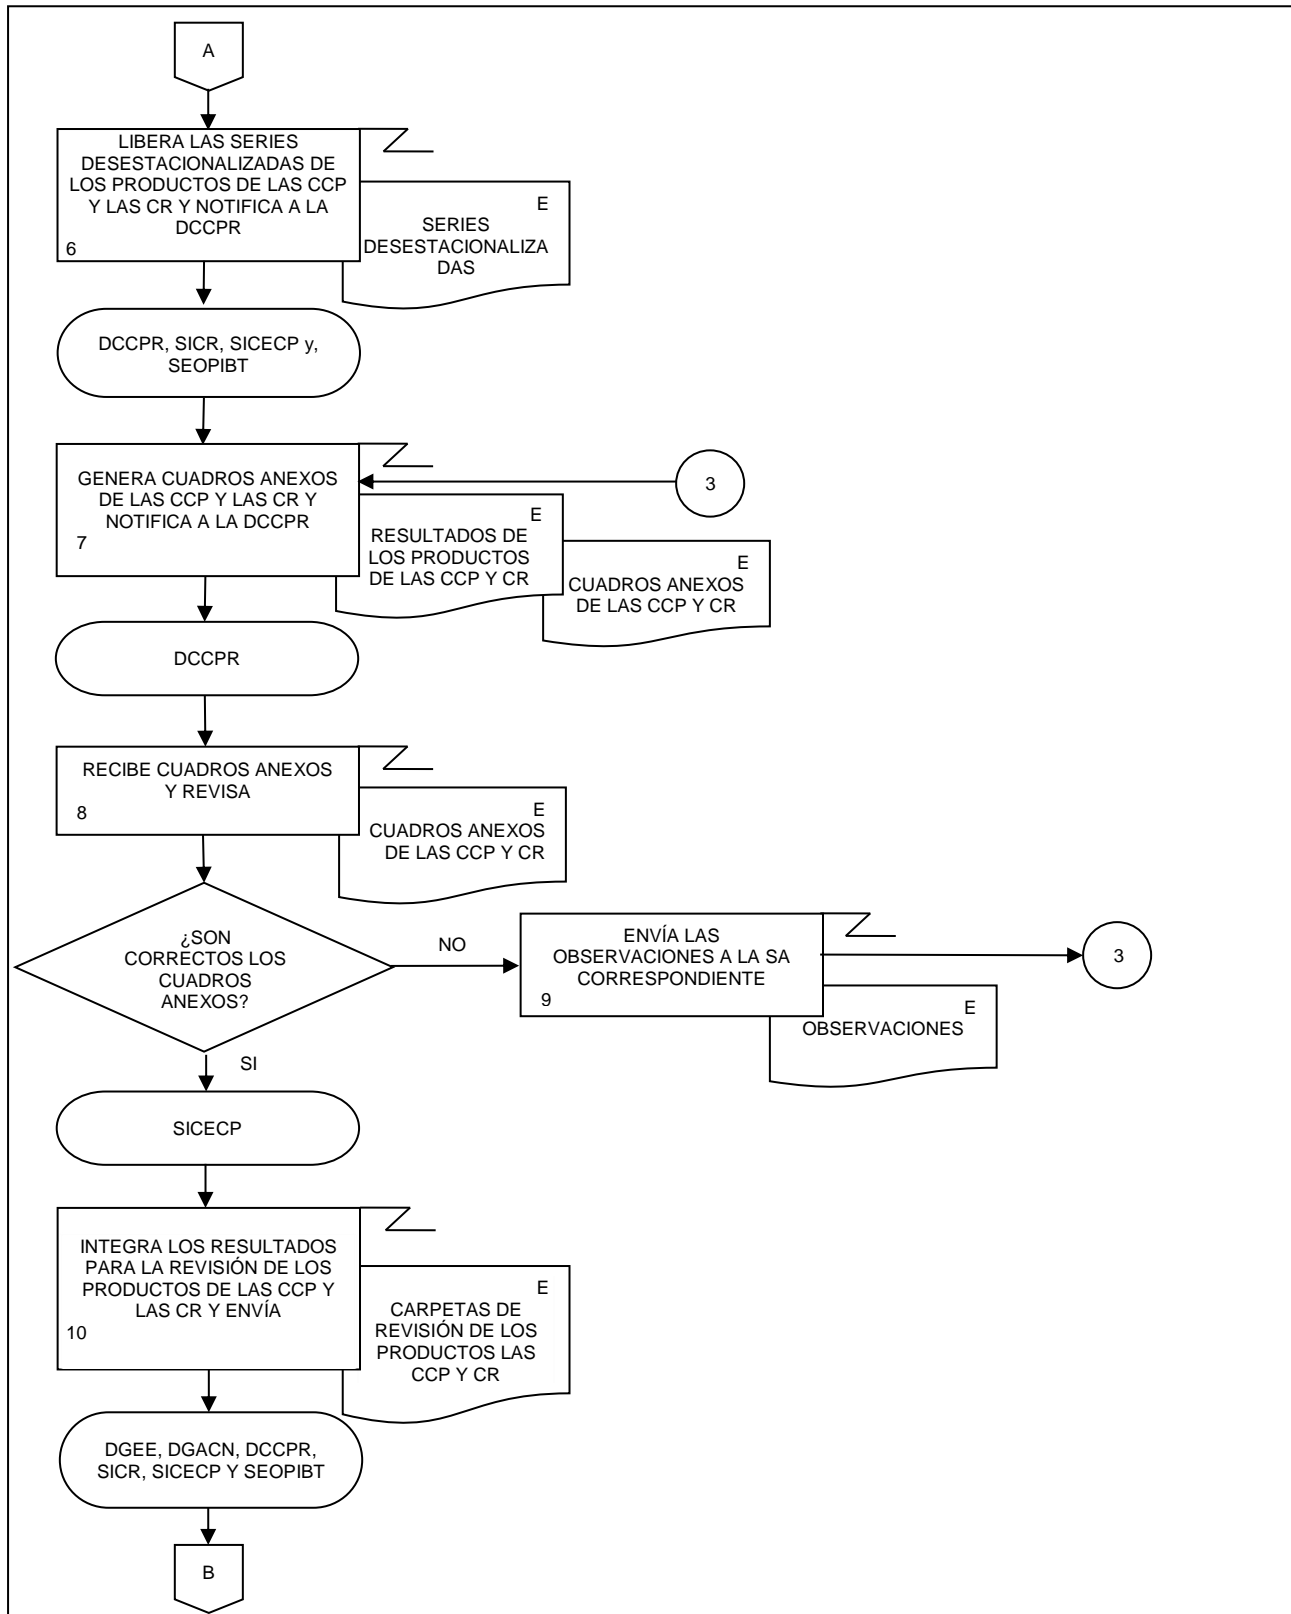 A
LIBERA LAS SERIES
DESESTACIONALIZADAS DE
LOS PRODUCTOS DE LAS CCP
Y LAS CR Y NOTIFICA A LA
DCCPR
6
E
SERIES
DESESTACIONALIZA
DAS
DCCPR, SICR, SICECP y,
SEOPIBT
GENERA CUADROS ANEXOS
DE LAS CCP Y LAS CR Y
NOTIFICA A LA DCCPR
7
3
E
RESULTADOS DE
LOS PRODUCTOS
DE LAS CCP Y CR
E
CUADROS ANEXOS
DE LAS CCP Y CR
DCCPR
RECIBE CUADROS ANEXOS
Y REVISA
8
E
CUADROS ANEXOS
DE LAS CCP Y CR
¿SON
CORRECTOS LOS
CUADROS
ANEXOS?
NO
ENVÍA LAS
OBSERVACIONES A LA SA
CORRESPONDIENTE
9
3
E
OBSERVACIONES
SI
SICECP
INTEGRA LOS RESULTADOS
PARA LA REVISIÓN DE LOS
PRODUCTOS DE LAS CCP Y
LAS CR Y ENVÍA
10
E
CARPETAS DE
REVISIÓN DE LOS
PRODUCTOS LAS
CCP Y CR
DGEE, DGACN, DCCPR,
SICR, SICECP Y SEOPIBT
B